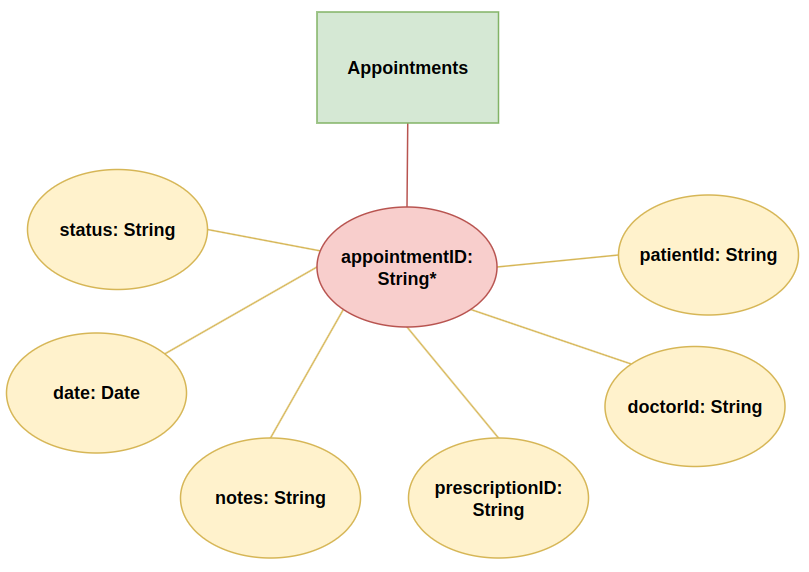 Appointments
status: String
appointmentID:
String*
patientId: String
date: Date
doctorId: String
notes: String
prescriptionID:
String